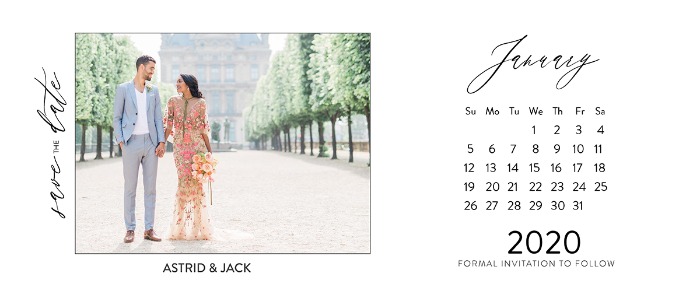 save THE date
ASTRID & JACK
January
Su Mo Tu We Th Fr Sa
1 2 3 4
5 6 7 8 9 10 11
12 13 14 15 16 17 18
19 20 21 22 23 24 25
26 27 28 29 30 31
2020
FORMAL INVITATION TO FOLLOW